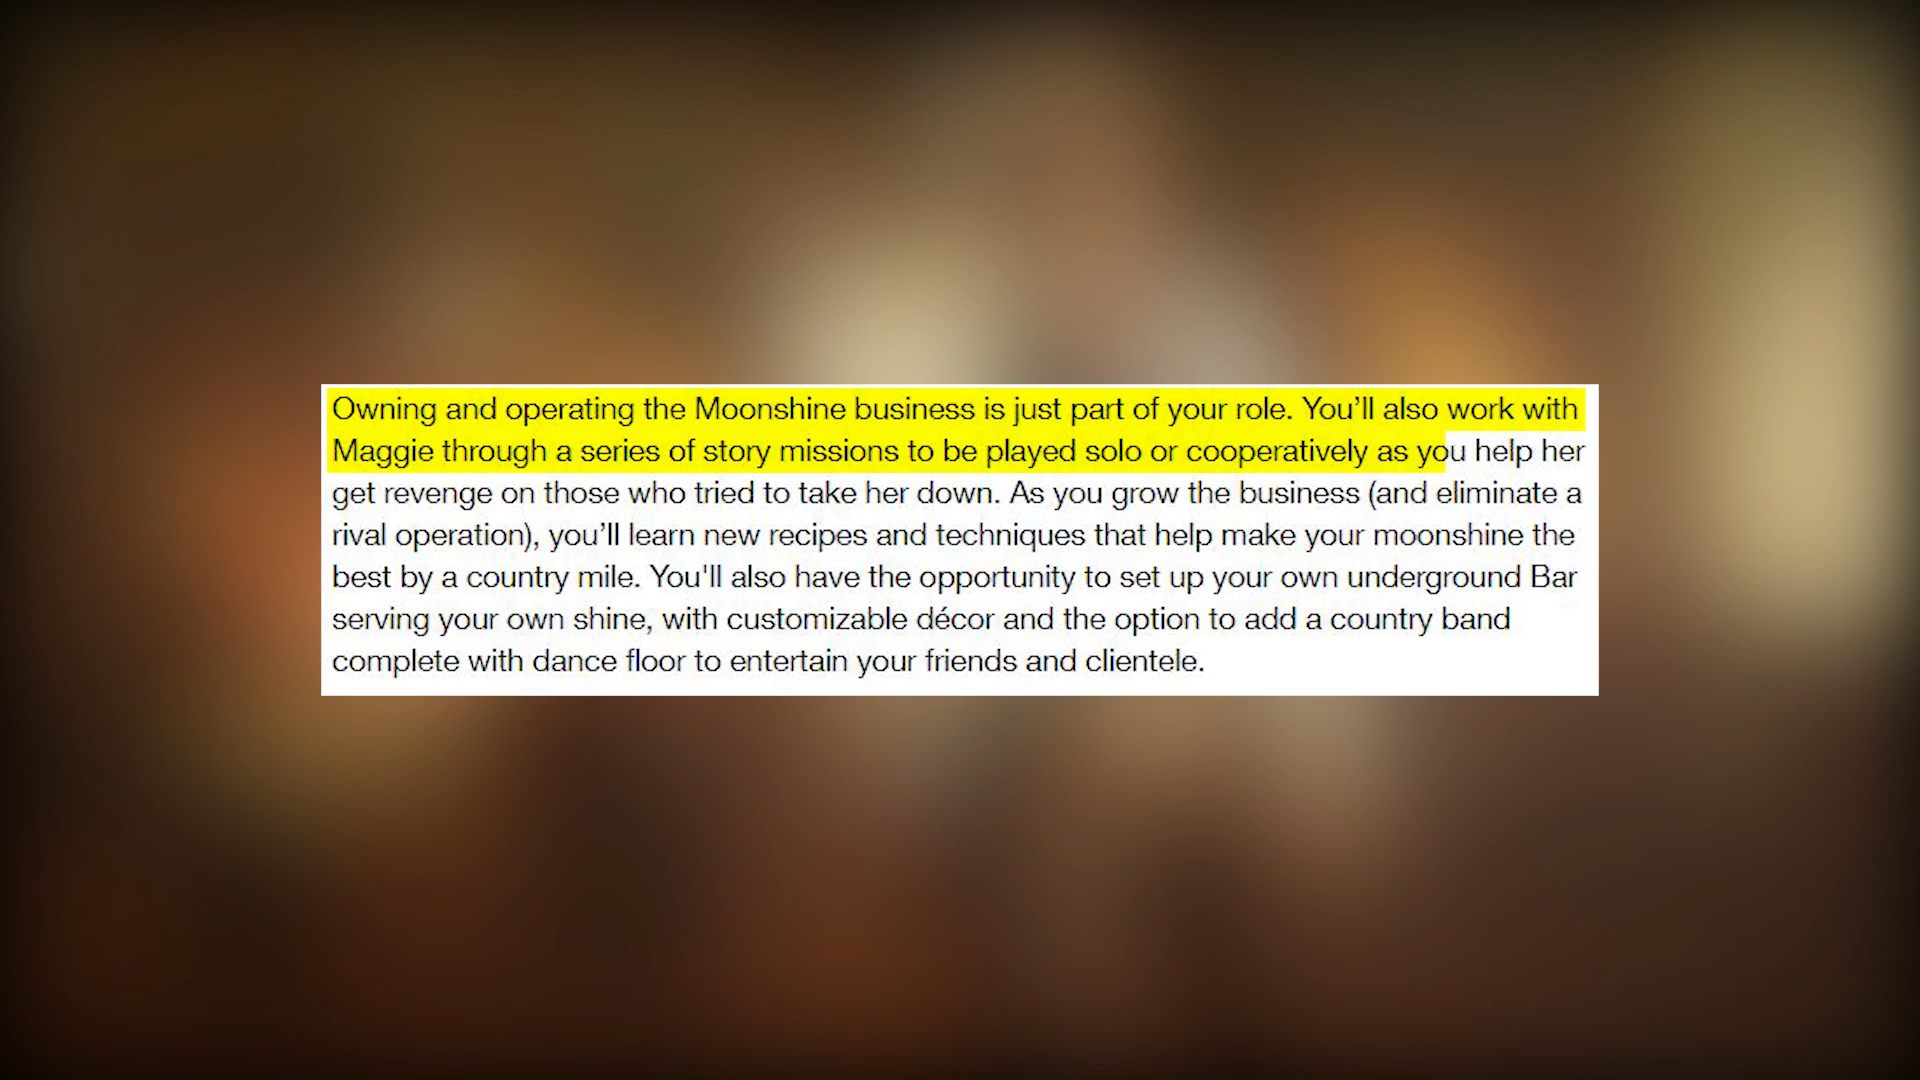 Owning and operating the Moonshine business is just part of your role. You’ll also work with
Maggie through a series of story missions to be played solo or cooperatively as you help her
get revenge on those who tried to take her down. As you grow the business (and eliminate a
rival operation), you’ll learn new recipes and techniques that help make your moonshine the
best by a country mile. You'll also have the opportunity to set up your own underground Bar
serving your own shine, with customizable décor and the option to add a country band
complete with dance floor to entertain your friends and clientele.